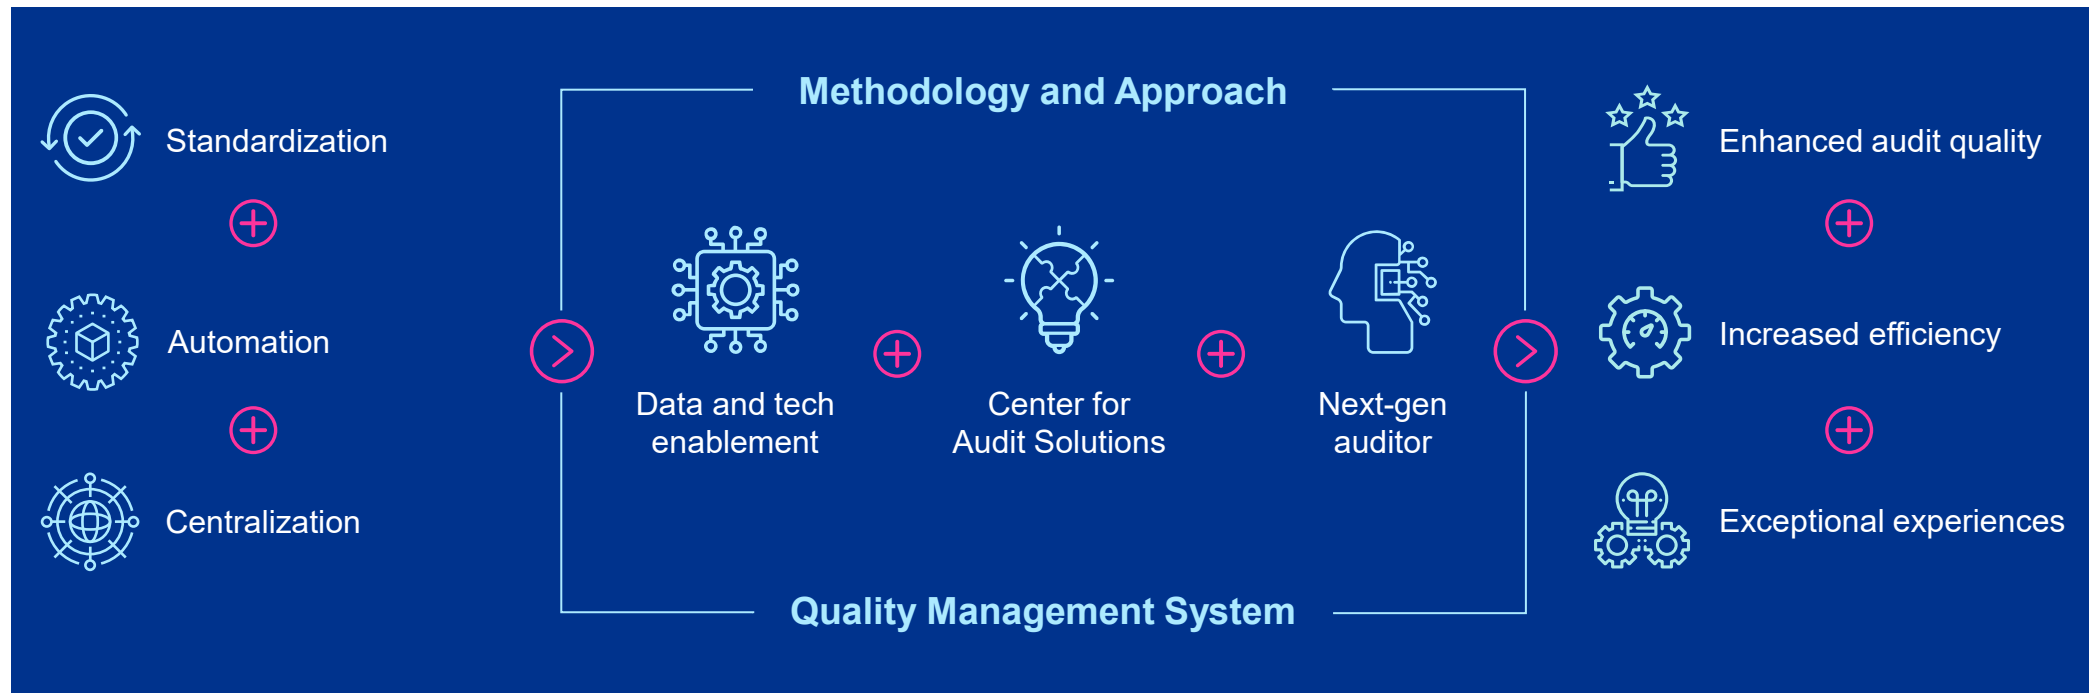 Standardization
Automation
Centralization
Methodology and Approach
Data and tech
enablement
Center for
Audit Solutions
Next-gen
auditor
Quality Management System
Enhanced audit quality
Increased efficiency
Exceptional experiences